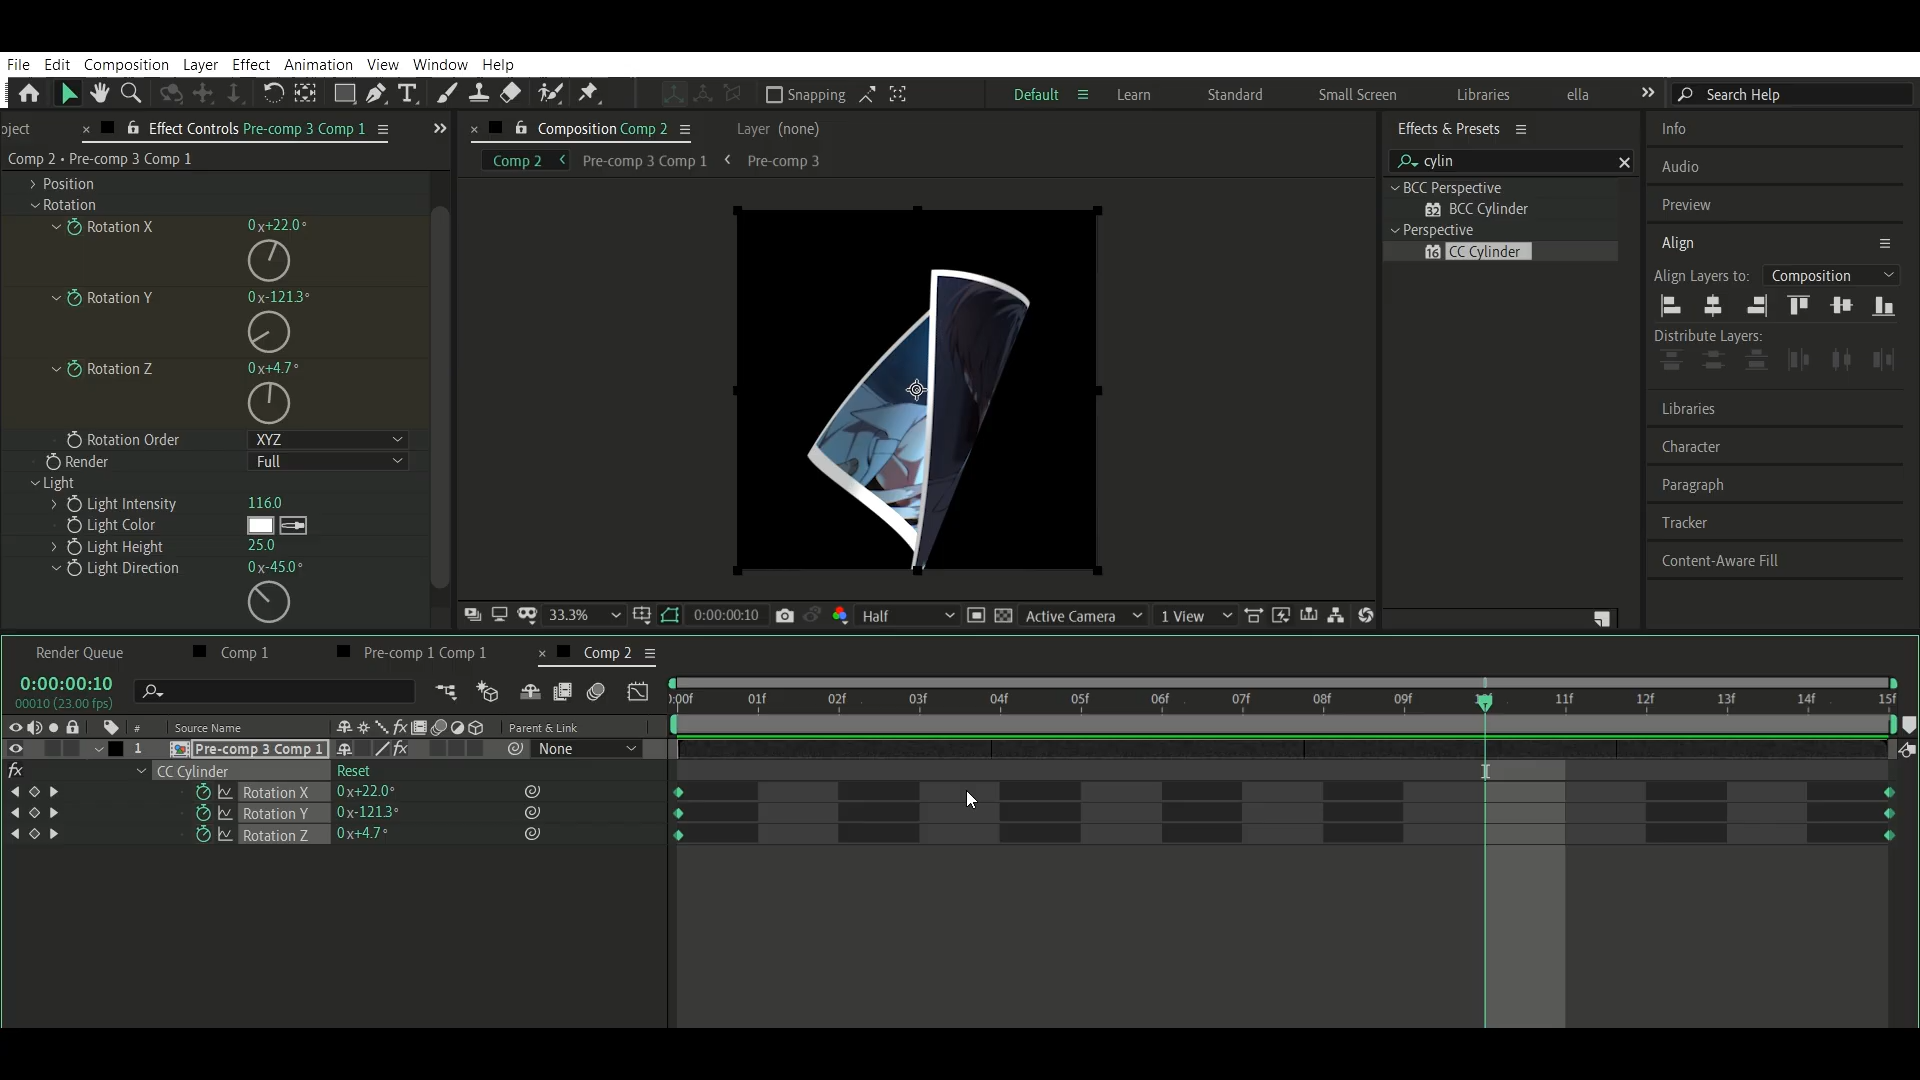 File Edit Composition Layer Effect Animation View Window Help
Snapping Default Learn Standard Small Screen Libraries ella Search Help
oject Effect Controls Pre-comp 3 Comp 1
Comp 2 • Pre-comp 3 Comp 1
Position
Rotation
Rotation X 0x+22.0°
Rotation Y 0x-121.3°
Rotation Z 0x+4.7°
Rotation Order XYZ
Render Full
Light
Light Intensity 116.0
Light Color
Light Height 25.0
Light Direction 0x-45.0°
Composition Comp 2 Layer (none)
Comp 2 Pre-comp 3 Comp 1 Pre-comp 3
33.3% 0:00:00:10 Half Active Camera 1 View
Effects & Presets
cylin
BCC Perspective
32 BCC Cylinder
Perspective
16 CC Cylinder
Info
Audio
Preview
Align
Align Layers to: Composition
Distribute Layers:
Libraries
Character
Paragraph
Tracker
Content-Aware Fill
Render Queue Comp 1 Pre-comp 1 Comp 1 Comp 2
0:00:00:10
00010 (23.00 fps)
):00f 01f 02f 03f 04f 05f 06f 07f 08f 09f 11f 12f 13f 14f 15f
# Source Name fx Parent & Link
1 Pre-comp 3 Comp 1 fx None
fx CC Cylinder Reset
Rotation X 0x+22.0°
Rotation Y 0x-121.3°
Rotation Z 0x+4.7°